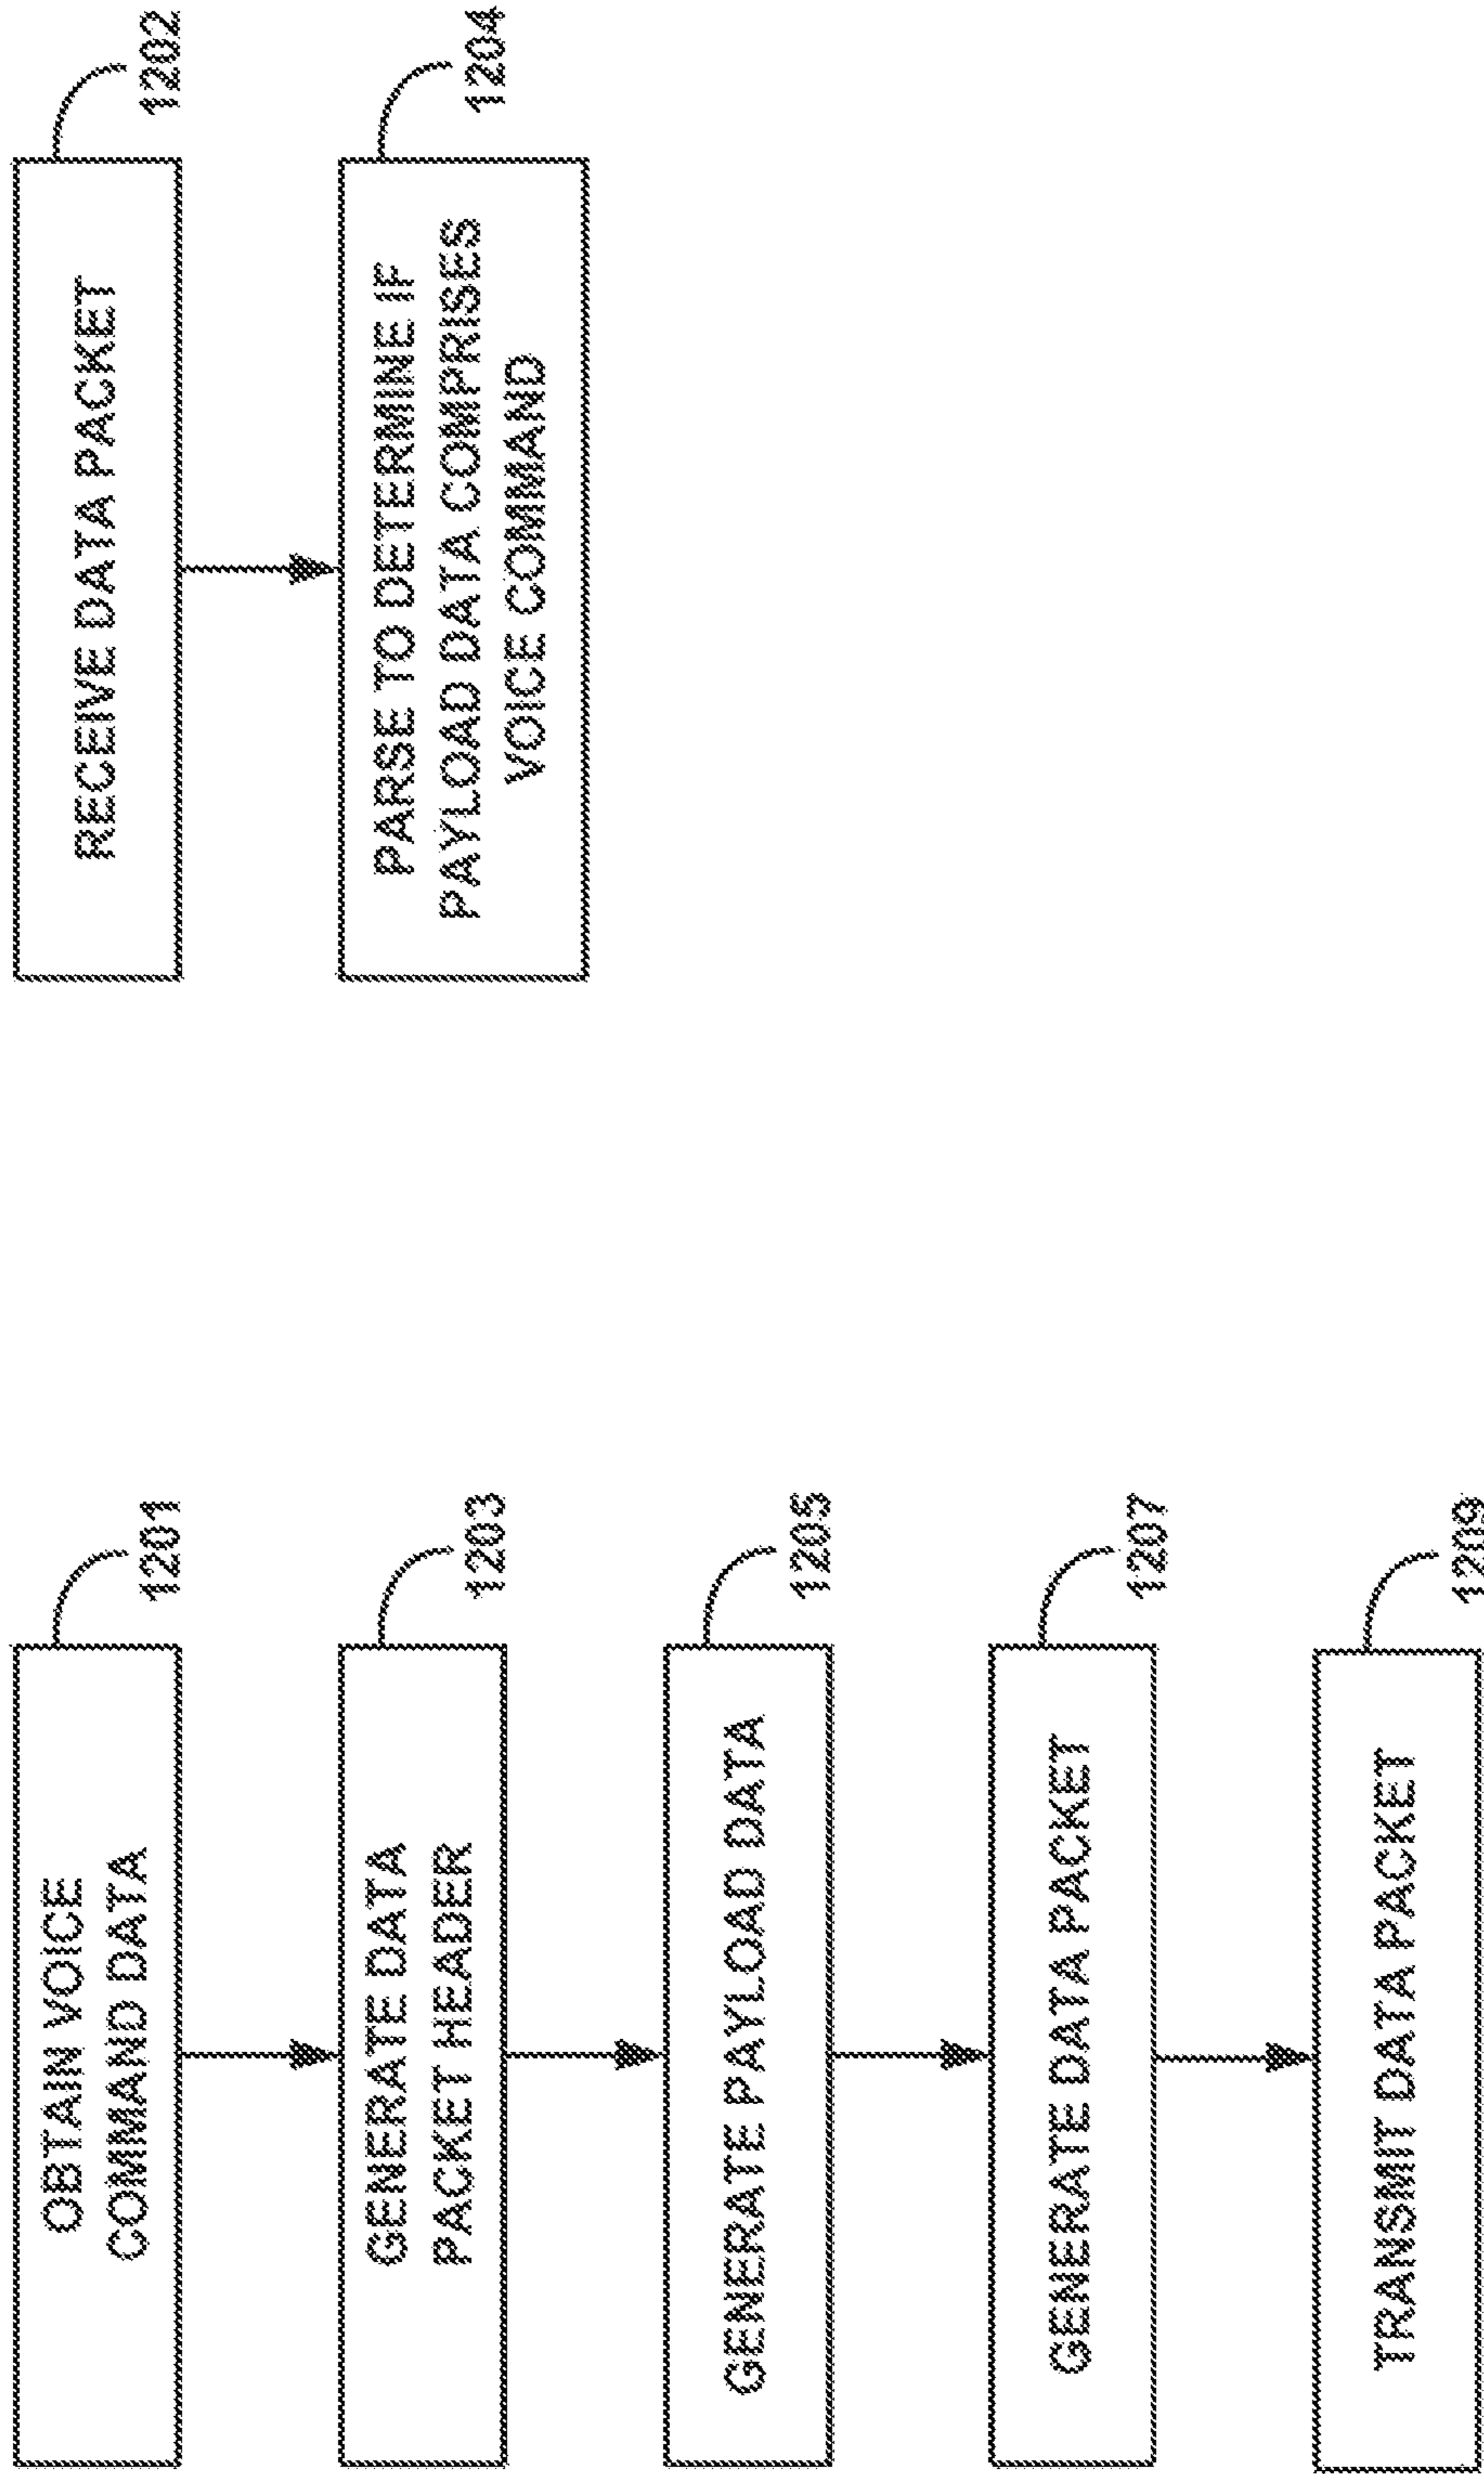 OBTAIN VOICE
COMMAND DATA
1201
GENERATE DATA
PACKET HEADER
1203
GENERATE PAYLOAD DATA
1205
GENERATE DATA PACKET
1207
TRANSMIT DATA PACKET
1209
RECEIVE DATA PACKET
1202
PARSE TO DETERMINE IF
PAYLOAD DATA COMPRISES
VOICE COMMAND
1204